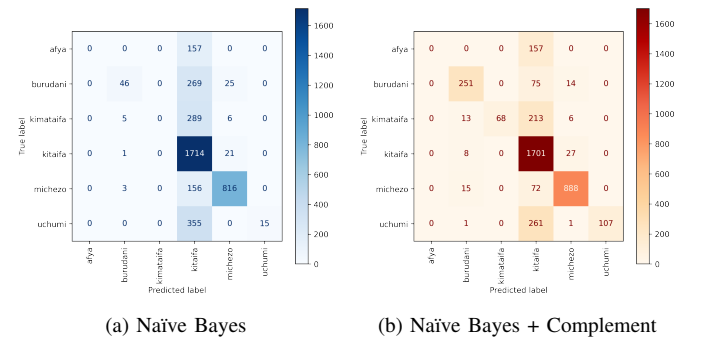 afya 0 0 0 157 0 0
burudani 0 46 0 269 25 0
kimataifa 0 5 0 289 6 0
kitaifa 0 1 0 1714 21 0
michezo 0 3 0 156 816 0
uchumi 0 0 0 355 0 15
True label
afya burudani kimataifa kitaifa michezo uchumi
Predicted label
1600
1400
1200
1000
800
600
400
200
0
(a) Naïve Bayes
afya 0 0 0 157 0 0
burudani 0 251 0 75 14 0
kimataifa 0 13 68 213 6 0
kitaifa 0 8 0 1701 27 0
michezo 0 15 0 72 888 0
uchumi 0 1 0 261 1 107
True label
afya burudani kimataifa kitaifa michezo uchumi
Predicted label
1600
1400
1200
1000
800
600
400
200
0
(b) Naïve Bayes + Complement